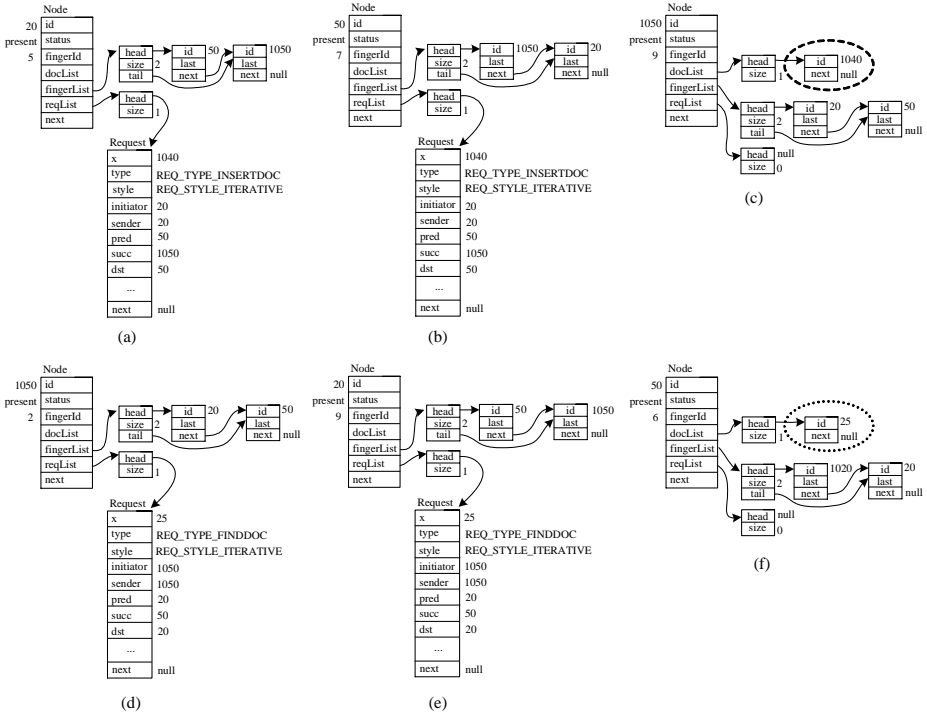 Node
20 id
present status
5 fingerId
docList
fingerList
reqList
next
head
size 2
tail
id 50
last
next
id 1050
last
next null
head
size 1
Request
x 1040
type REQ_TYPE_INSERTDOC
style REQ_STYLE_ITERATIVE
initiator 20
sender 20
pred 50
succ 1050
dst 50
...
next null
(a)
Node
50 id
present status
7 fingerId
docList
fingerList
reqList
next
head
size 2
tail
id 1050
last
next
id 20
last
next null
head
size 1
Request
x 1040
type REQ_TYPE_INSERTDOC
style REQ_STYLE_ITERATIVE
initiator 20
sender 20
pred 50
succ 1050
dst 50
...
next null
(b)
Node
1050 id
present status
9 fingerId
docList
fingerList
reqList
next
head
size 1
id 1040
next null
head
size 2
tail
id 20
last
next
id 50
last
next null
head null
size 0
(c)
Node
1050 id
present status
2 fingerId
docList
fingerList
reqList
next
head
size 2
tail
id 20
last
next
id 50
last
next null
head
size 1
Request
x 25
type REQ_TYPE_FINDDOC
style REQ_STYLE_ITERATIVE
initiator 1050
sender 1050
pred 20
succ 50
dst 20
...
next null
(d)
Node
20 id
present status
9 fingerId
docList
fingerList
reqList
next
head
size 2
tail
id 50
last
next
id 1050
last
next null
head
size 1
Request
x 25
type REQ_TYPE_FINDDOC
style REQ_STYLE_ITERATIVE
initiator 1050
sender 1050
pred 20
succ 50
dst 20
...
next null
(e)
Node
50 id
present status
6 fingerId
docList
fingerList
reqList
next
head
size 1
id 25
next null
head
size 2
tail
id 1020
last
next
id 20
last
next null
head null
size 0
(f)